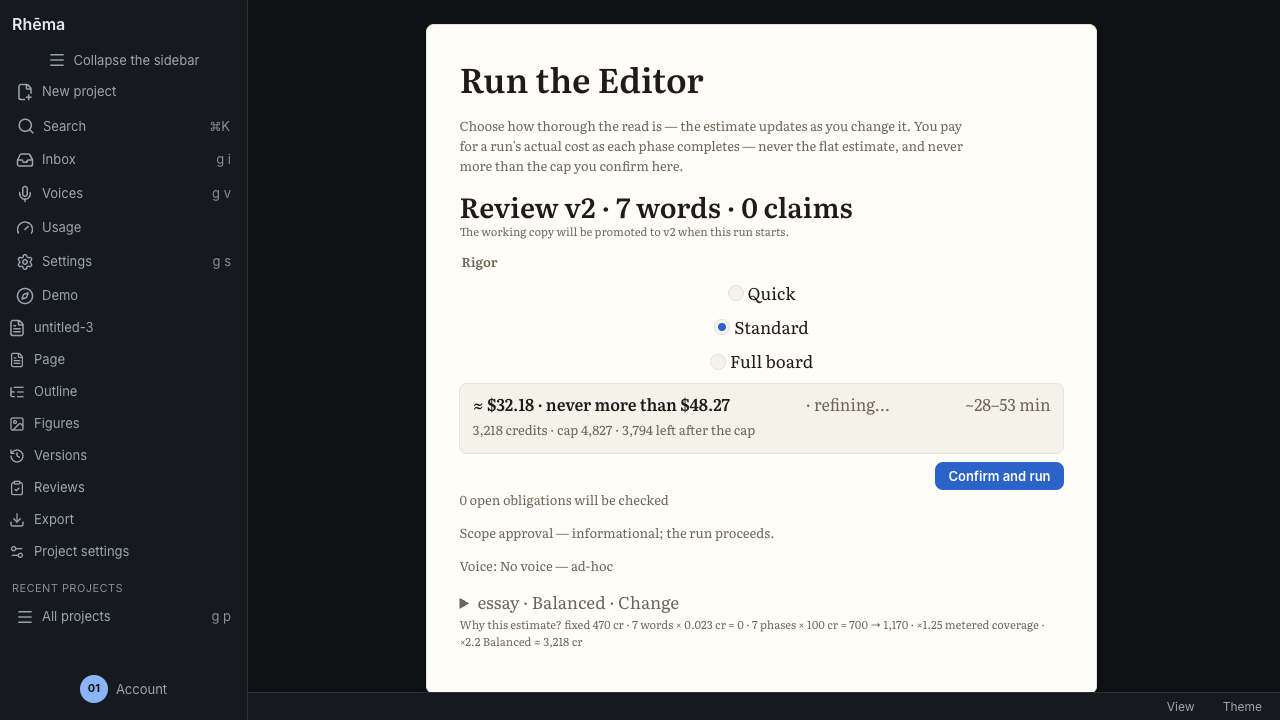 Rhēma
Collapse the sidebar
New project
Search ⌘K
Inbox g i
Voices g v
Usage
Settings g s
Demo
untitled-3
Page
Outline
Figures
Versions
Reviews
Export
Project settings
RECENT PROJECTS
All projects g p
01 Account
Run the Editor
Choose how thorough the read is — the estimate updates as you change it. You pay
for a run's actual cost as each phase completes — never the flat estimate, and never
more than the cap you confirm here.
Review v2 · 7 words · 0 claims
The working copy will be promoted to v2 when this run starts.
Rigor
Quick
Standard
Full board
≈ $32.18 · never more than $48.27 · refining… ~28–53 min
3,218 credits · cap 4,827 · 3,794 left after the cap
Confirm and run
0 open obligations will be checked
Scope approval — informational; the run proceeds.
Voice: No voice — ad-hoc
▶ essay · Balanced · Change
Why this estimate? fixed 470 cr · 7 words × 0.023 cr = 0 · 7 phases × 100 cr = 700 → 1,170 · ×1.25 metered coverage ·
×2.2 Balanced ≈ 3,218 cr
View Theme